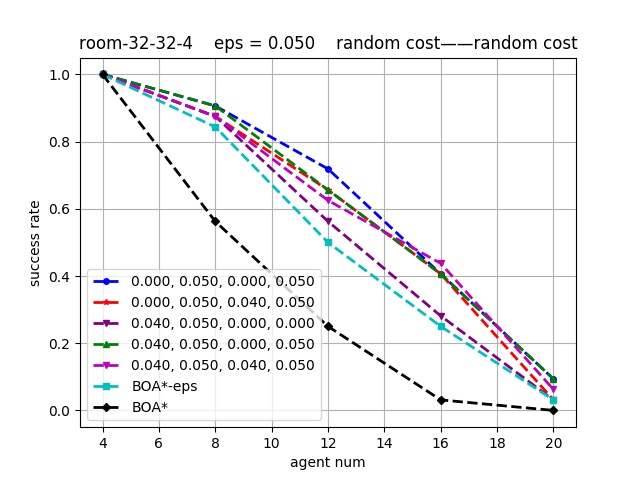 room-32-32-4    eps = 0.050    random cost——random cost
1.0
0.8
0.6
0.4
0.2
0.0
success rate
0.000, 0.050, 0.000, 0.050
0.000, 0.050, 0.040, 0.050
0.040, 0.050, 0.000, 0.000
0.040, 0.050, 0.000, 0.050
0.040, 0.050, 0.040, 0.050
BOA*-eps
BOA*
4 6 8 10 12 14 16 18 20
agent num